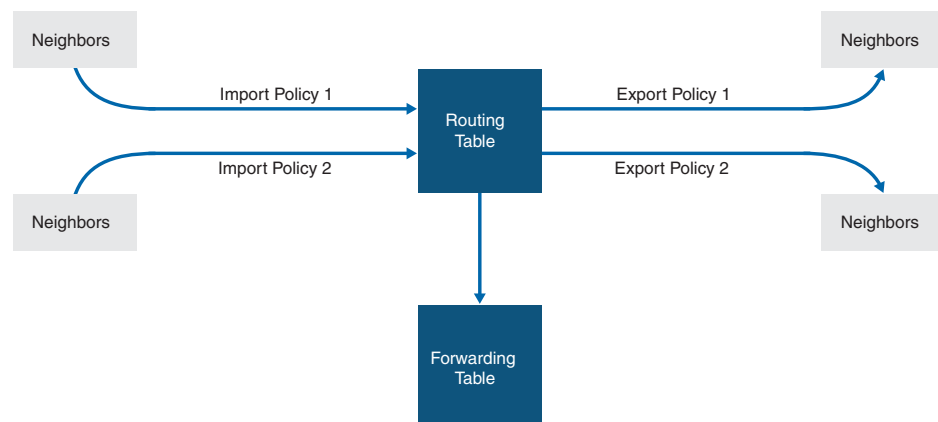 Neighbors
Neighbors
Import Policy 1
Export Policy 1
Routing
Table
Import Policy 2
Export Policy 2
Neighbors
Neighbors
Forwarding
Table